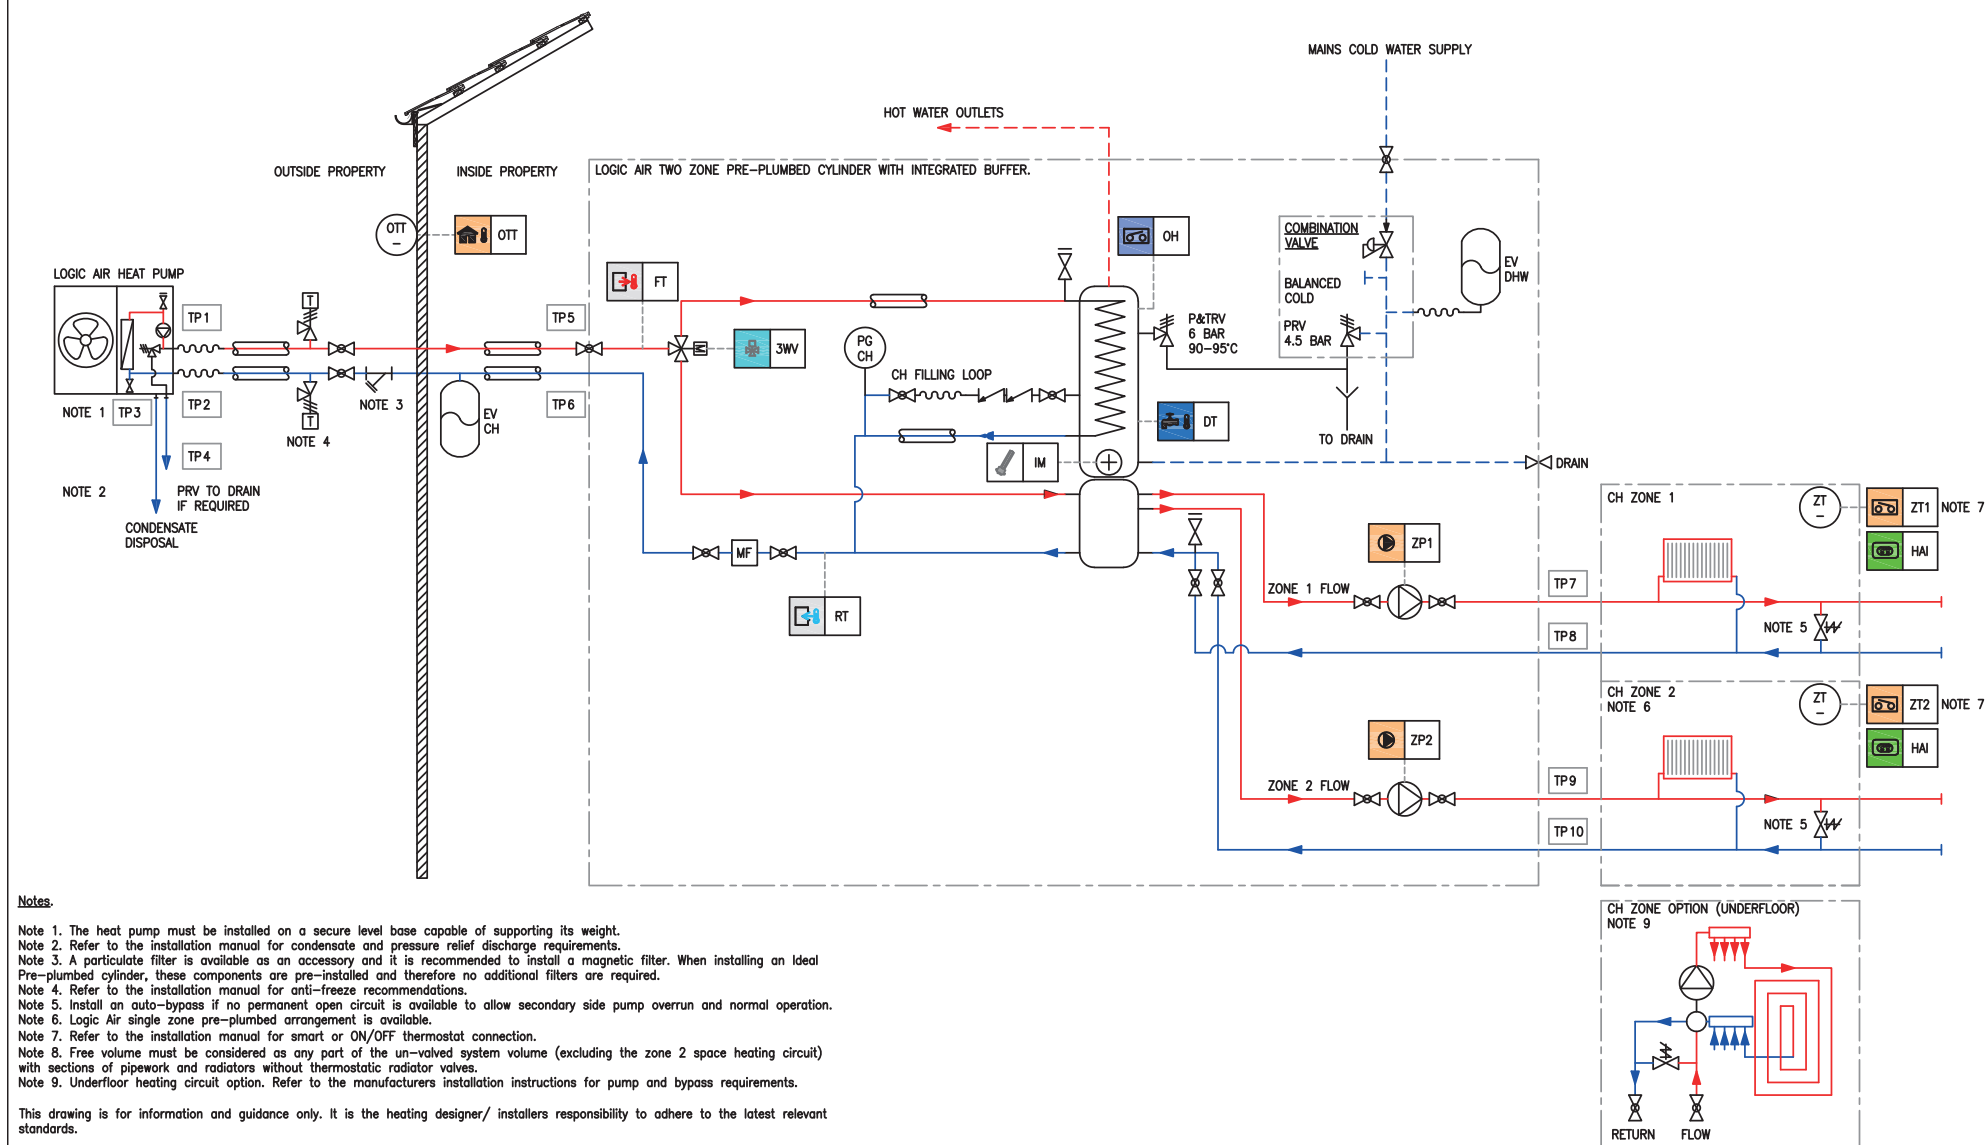 MAINS COLD WATER SUPPLY
HOT WATER OUTLETS
OUTSIDE PROPERTY
INSIDE PROPERTY
LOGIC AIR TWO ZONE PRE-PLUMBED CYLINDER WITH INTEGRATED BUFFER.
OTT
–
OTT
OH
COMBINATION
VALVE
BALANCED
COLD
PRV
4.5 BAR
EV
DHW
LOGIC AIR HEAT PUMP
FT
TP1
T
TP5
M
3WV
PG
CH
P&TRV
6 BAR
90-95°C
CH FILLING LOOP
NOTE 1
TP3
TP2
NOTE 3
T
NOTE 4
EV
CH
TP6
DT
TO DRAIN
TP4
IM
DRAIN
NOTE 2
PRV TO DRAIN
IF REQUIRED
CONDENSATE
DISPOSAL
CH ZONE 1
ZT
–
ZT1
NOTE 7
HAI
MF
ZP1
ZONE 1 FLOW
TP7
RT
NOTE 5
TP8
CH ZONE 2
NOTE 6
ZT
–
ZT2
NOTE 7
HAI
ZP2
ZONE 2 FLOW
TP9
NOTE 5
TP10
CH ZONE OPTION (UNDERFLOOR)
NOTE 9
RETURN
FLOW
Notes.
Note 1. The heat pump must be installed on a secure level base capable of supporting its weight.
Note 2. Refer to the installation manual for condensate and pressure relief discharge requirements.
Note 3. A particulate filter is available as an accessory and it is recommended to install a magnetic filter. When installing an Ideal
Pre-plumbed cylinder, these components are pre-installed and therefore no additional filters are required.
Note 4. Refer to the installation manual for anti-freeze recommendations.
Note 5. Install an auto-bypass if no permanent open circuit is available to allow secondary side pump overrun and normal operation.
Note 6. Logic Air single zone pre-plumbed arrangement is available.
Note 7. Refer to the installation manual for smart or ON/OFF thermostat connection.
Note 8. Free volume must be considered as any part of the un-valved system volume (excluding the zone 2 space heating circuit)
with sections of pipework and radiators without thermostatic radiator valves.
Note 9. Underfloor heating circuit option. Refer to the manufacturers installation instructions for pump and bypass requirements.
This drawing is for information and guidance only. It is the heating designer/ installers responsibility to adhere to the latest relevant
standards.